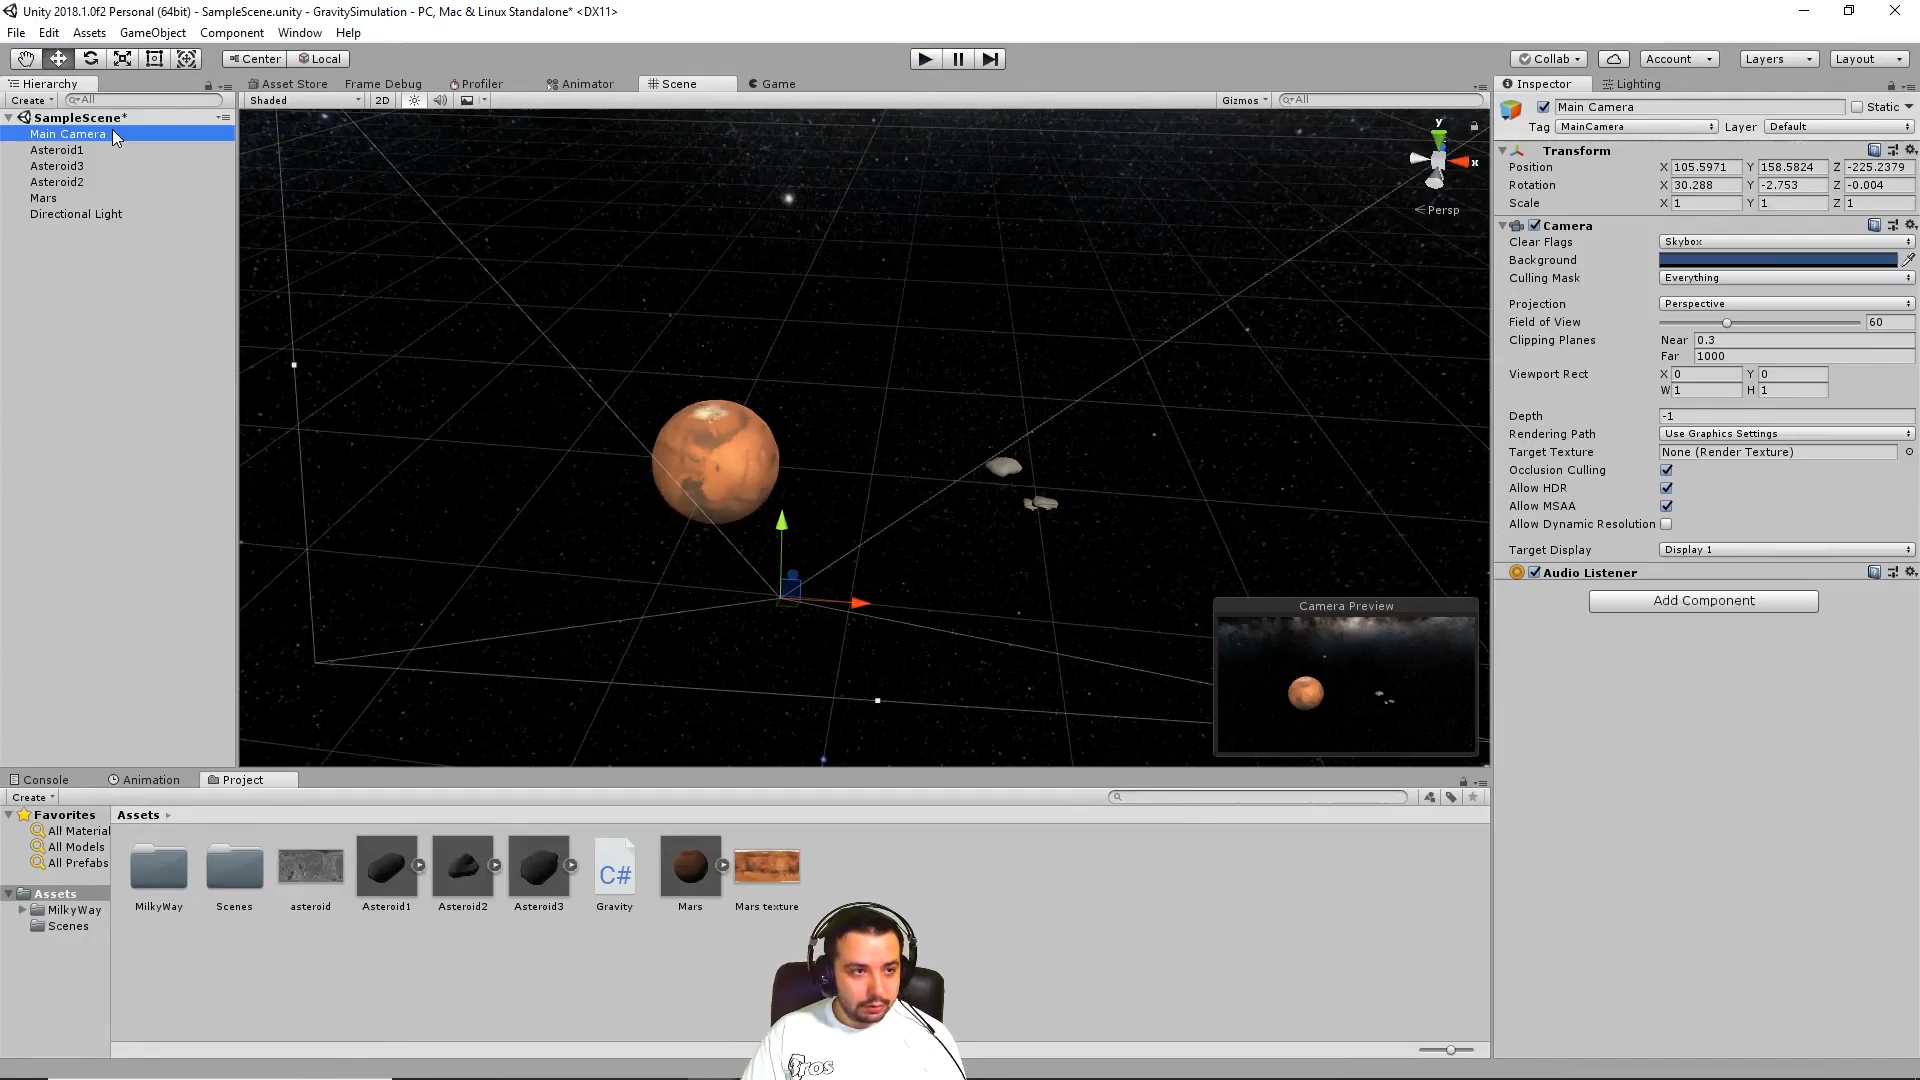 Unity 2018.1.0f2 Personal (64bit) - SampleScene.unity - GravitySimulation - PC, Mac & Linux Standalone* <DX11>
File Edit Assets GameObject Component Window Help
Center Local Collab Account Layers Layout
Hierarchy Asset Store Frame Debug Profiler Animator Scene Game Inspector Lighting
Create All Shaded 2D Gizmos All
Main Camera Static
SampleScene*
Main Camera
Asteroid1
Asteroid3
Asteroid2
Mars
Directional Light
y
x
Persp
Tag MainCamera Layer Default
Transform
Position X 105.5971 Y 158.5824 Z -225.2379
Rotation X 30.288 Y -2.753 Z -0.004
Scale X 1 Y 1 Z 1
Camera
Clear Flags Skybox
Background
Culling Mask Everything
Projection Perspective
Field of View 60
Clipping Planes Near 0.3
Far 1000
Viewport Rect X 0 Y 0
W 1 H 1
Depth -1
Rendering Path Use Graphics Settings
Target Texture None (Render Texture)
Occlusion Culling
Allow HDR
Allow MSAA
Allow Dynamic Resolution
Target Display Display 1
Audio Listener
Add Component
Camera Preview
Console Animation Project
Create
Favorites
All Material
All Models
All Prefabs
Assets
MilkyWay
Scenes
Assets
MilkyWay Scenes asteroid Asteroid1 Asteroid2 Asteroid3 Gravity Mars Mars texture
C#